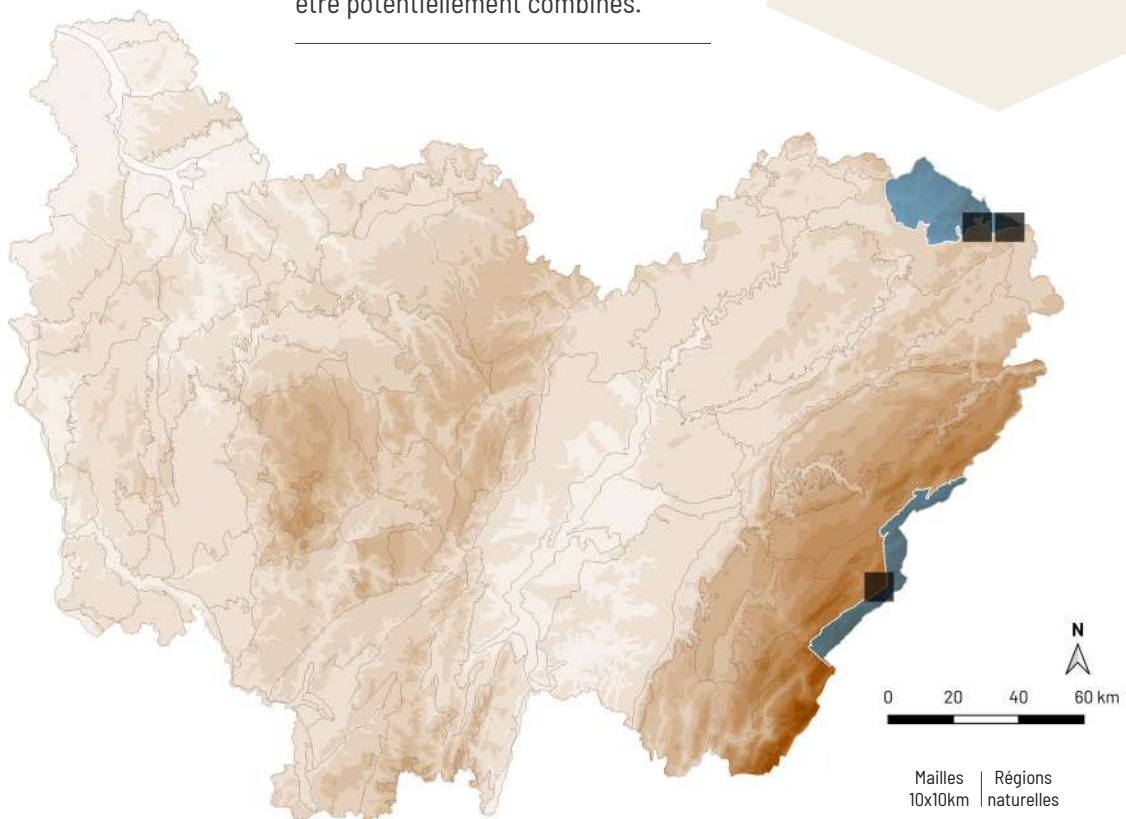 être potentiellement combinés.
N
0 20 40 60 km
Mailles Régions
10x10km naturelles